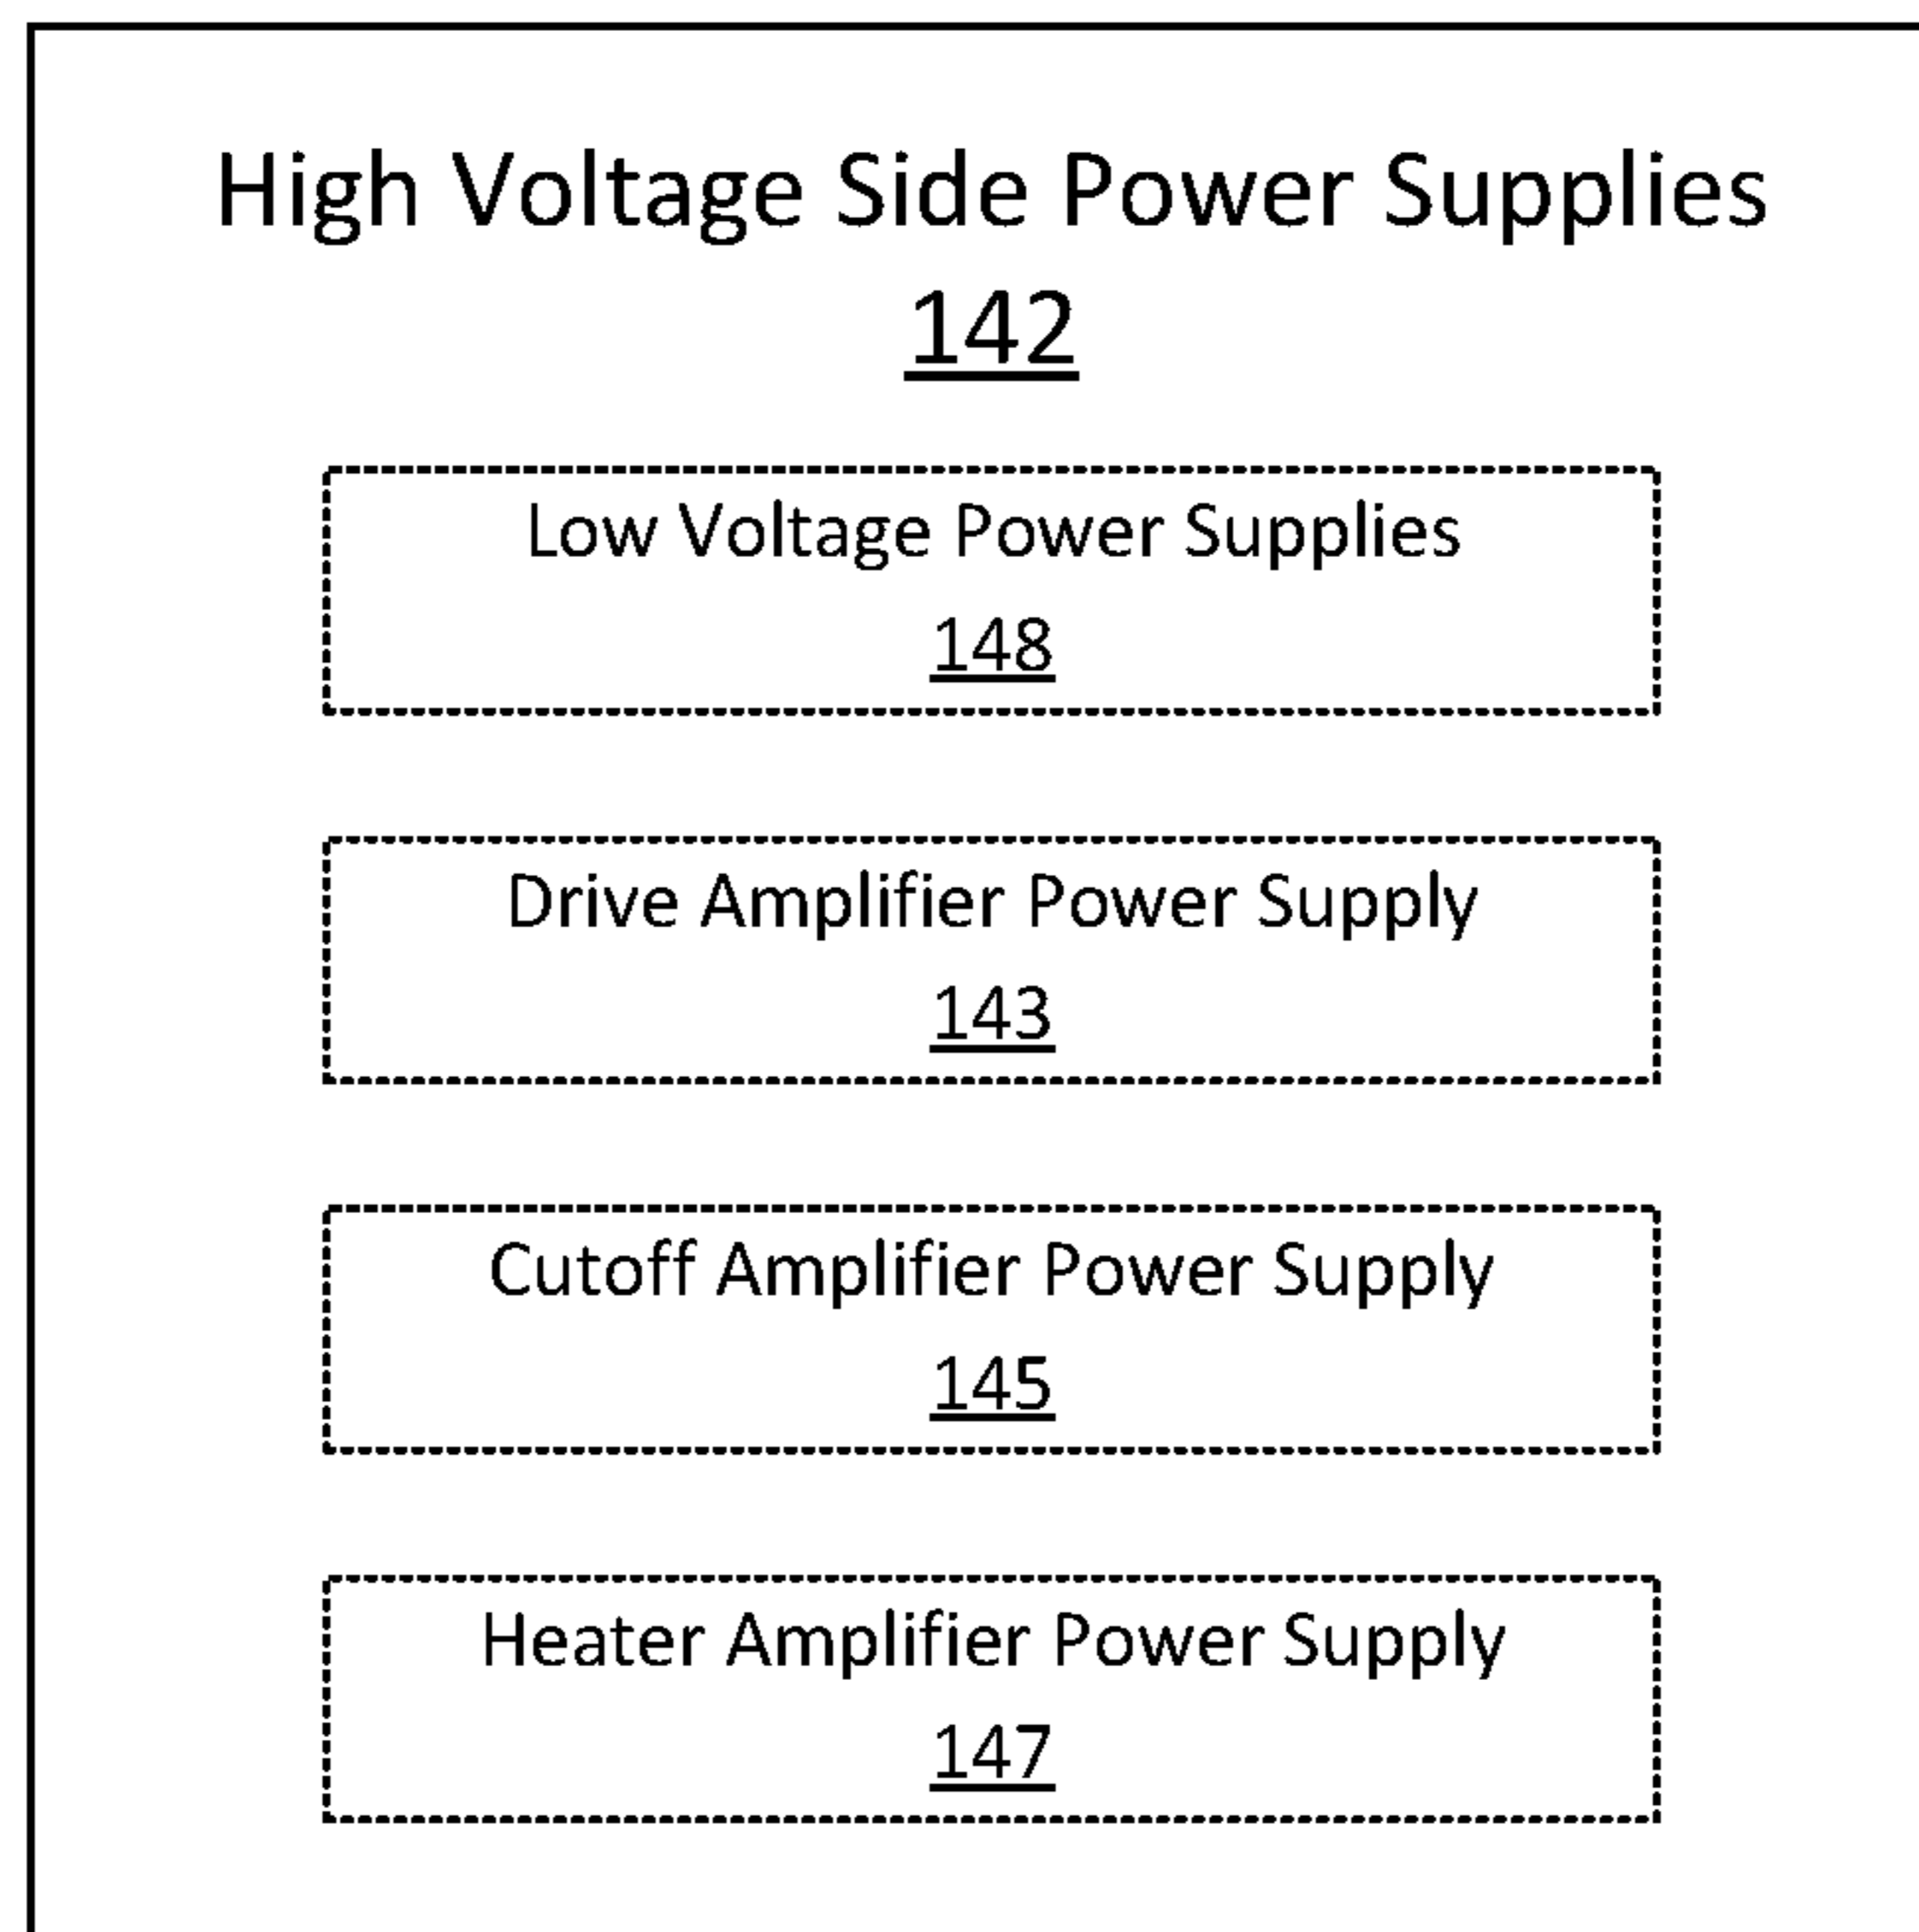 High Voltage Side Power Supplies
142
Low Voltage Power Supplies
148
Drive Amplifier Power Supply
143
Cutoff Amplifier Power Supply
145
Heater Amplifier Power Supply
147